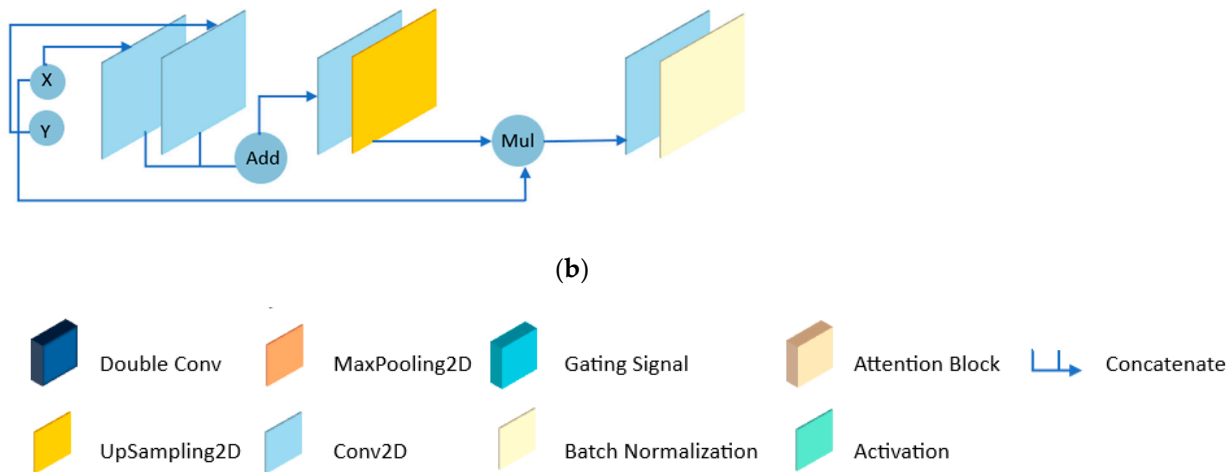 X
Y
Add
Mul
(b)
Double Conv
MaxPooling2D
Gating Signal
Attention Block
Concatenate
UpSampling2D
Conv2D
Batch Normalization
Activation